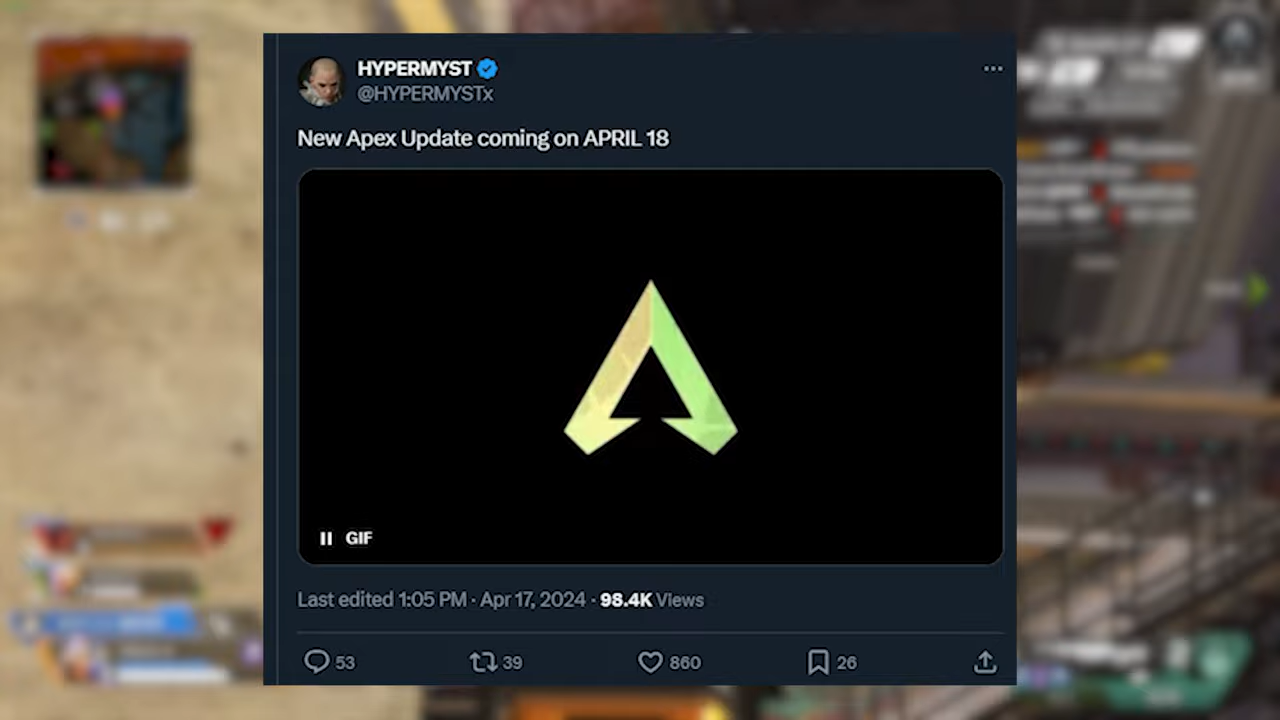 HYPERMYST
@HYPERMYSTx
New Apex Update coming on APRIL 18
GIF
Last edited 1:05 PM · Apr 17, 2024 · 98.4K Views
53 39 860 26